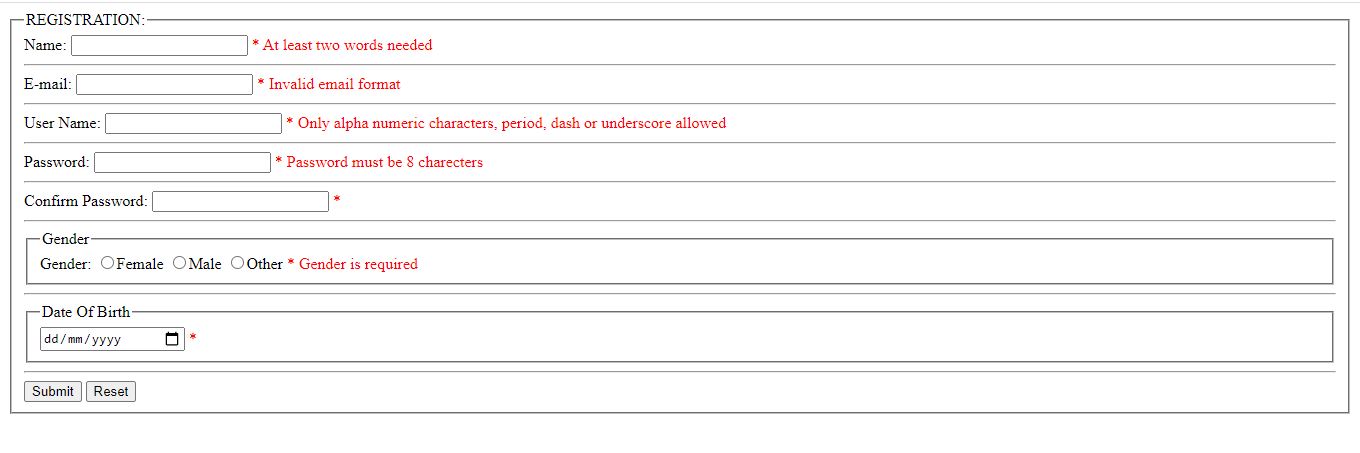 REGISTRATION:
Name: * At least two words needed
E-mail: * Invalid email format
User Name: * Only alpha numeric characters, period, dash or underscore allowed
Password: * Password must be 8 charecters
Confirm Password: *
Gender
Gender: Female Male Other * Gender is required
Date Of Birth
dd/mm/yyyy *
Submit Reset